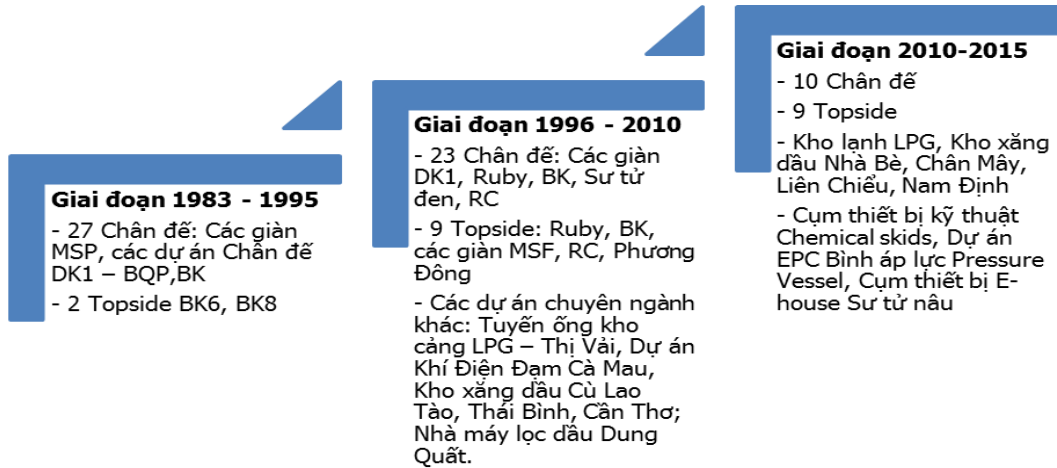 Giai đoạn 1983 - 1995
- 27 Chân đế: Các giàn
MSP, các dự án Chân đế
DK1 – BQP,BK
- 2 Topside BK6, BK8
Giai đoạn 1996 - 2010
- 23 Chân đế: Các giàn
DK1, Ruby, BK, Sư tử
đen, RC
- 9 Topside: Ruby, BK,
các giàn MSF, RC, Phương
Đông
- Các dự án chuyên ngành
khác: Tuyến ống kho
cảng LPG – Thị Vải, Dự án
Khí Điện Đạm Cà Mau,
Kho xăng dầu Cù Lao
Tào, Thái Bình, Cần Thơ;
Nhà máy lọc dầu Dung
Quất.
Giai đoạn 2010-2015
- 10 Chân đế
- 9 Topside
- Kho lạnh LPG, Kho xăng
dầu Nhà Bè, Chân Mây,
Liên Chiểu, Nam Định
- Cụm thiết bị kỹ thuật
Chemical skids, Dự án
EPC Bình áp lực Pressure
Vessel, Cụm thiết bị E-
house Sư tử nâu